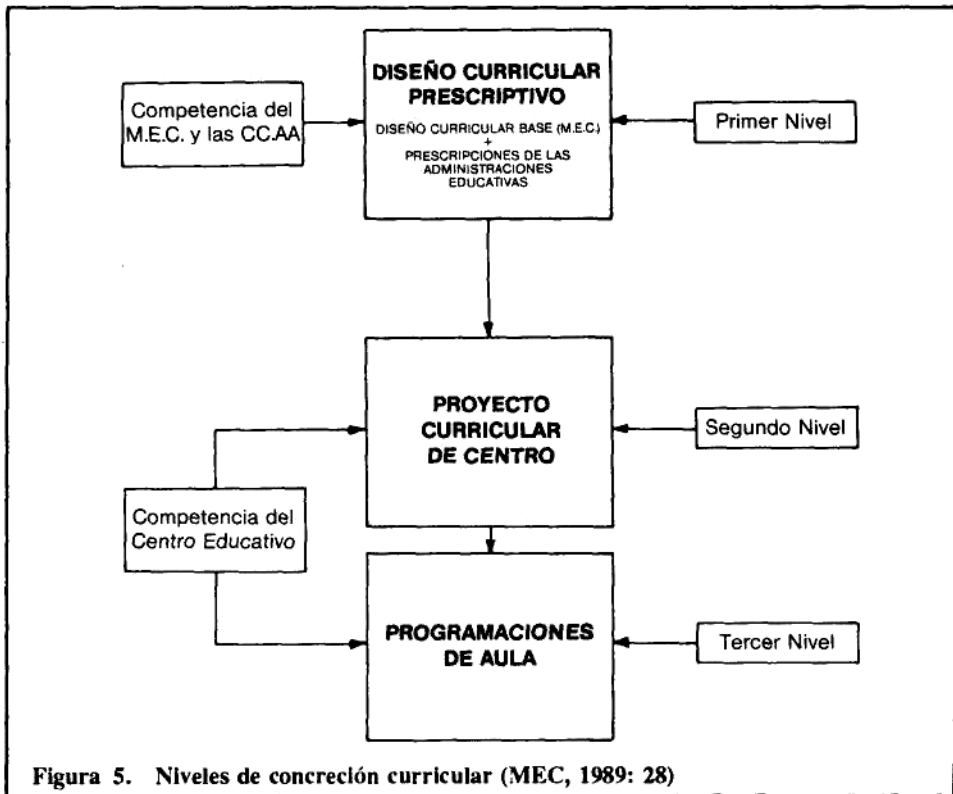 DISEÑO CURRICULAR
PRESCRIPTIVO
DISEÑO CURRICULAR BASE (M.E.C.)
+
PRESCRIPCIONES DE LAS
ADMINISTRACIONES
EDUCATIVAS
Competencia del
M.E.C. y las CC.AA
Primer Nivel
PROYECTO
CURRICULAR
DE CENTRO
Segundo Nivel
Competencia del
Centro Educativo
PROGRAMACIONES
DE AULA
Tercer Nivel
Figura 5. Niveles de concreción curricular (MEC, 1989: 28)